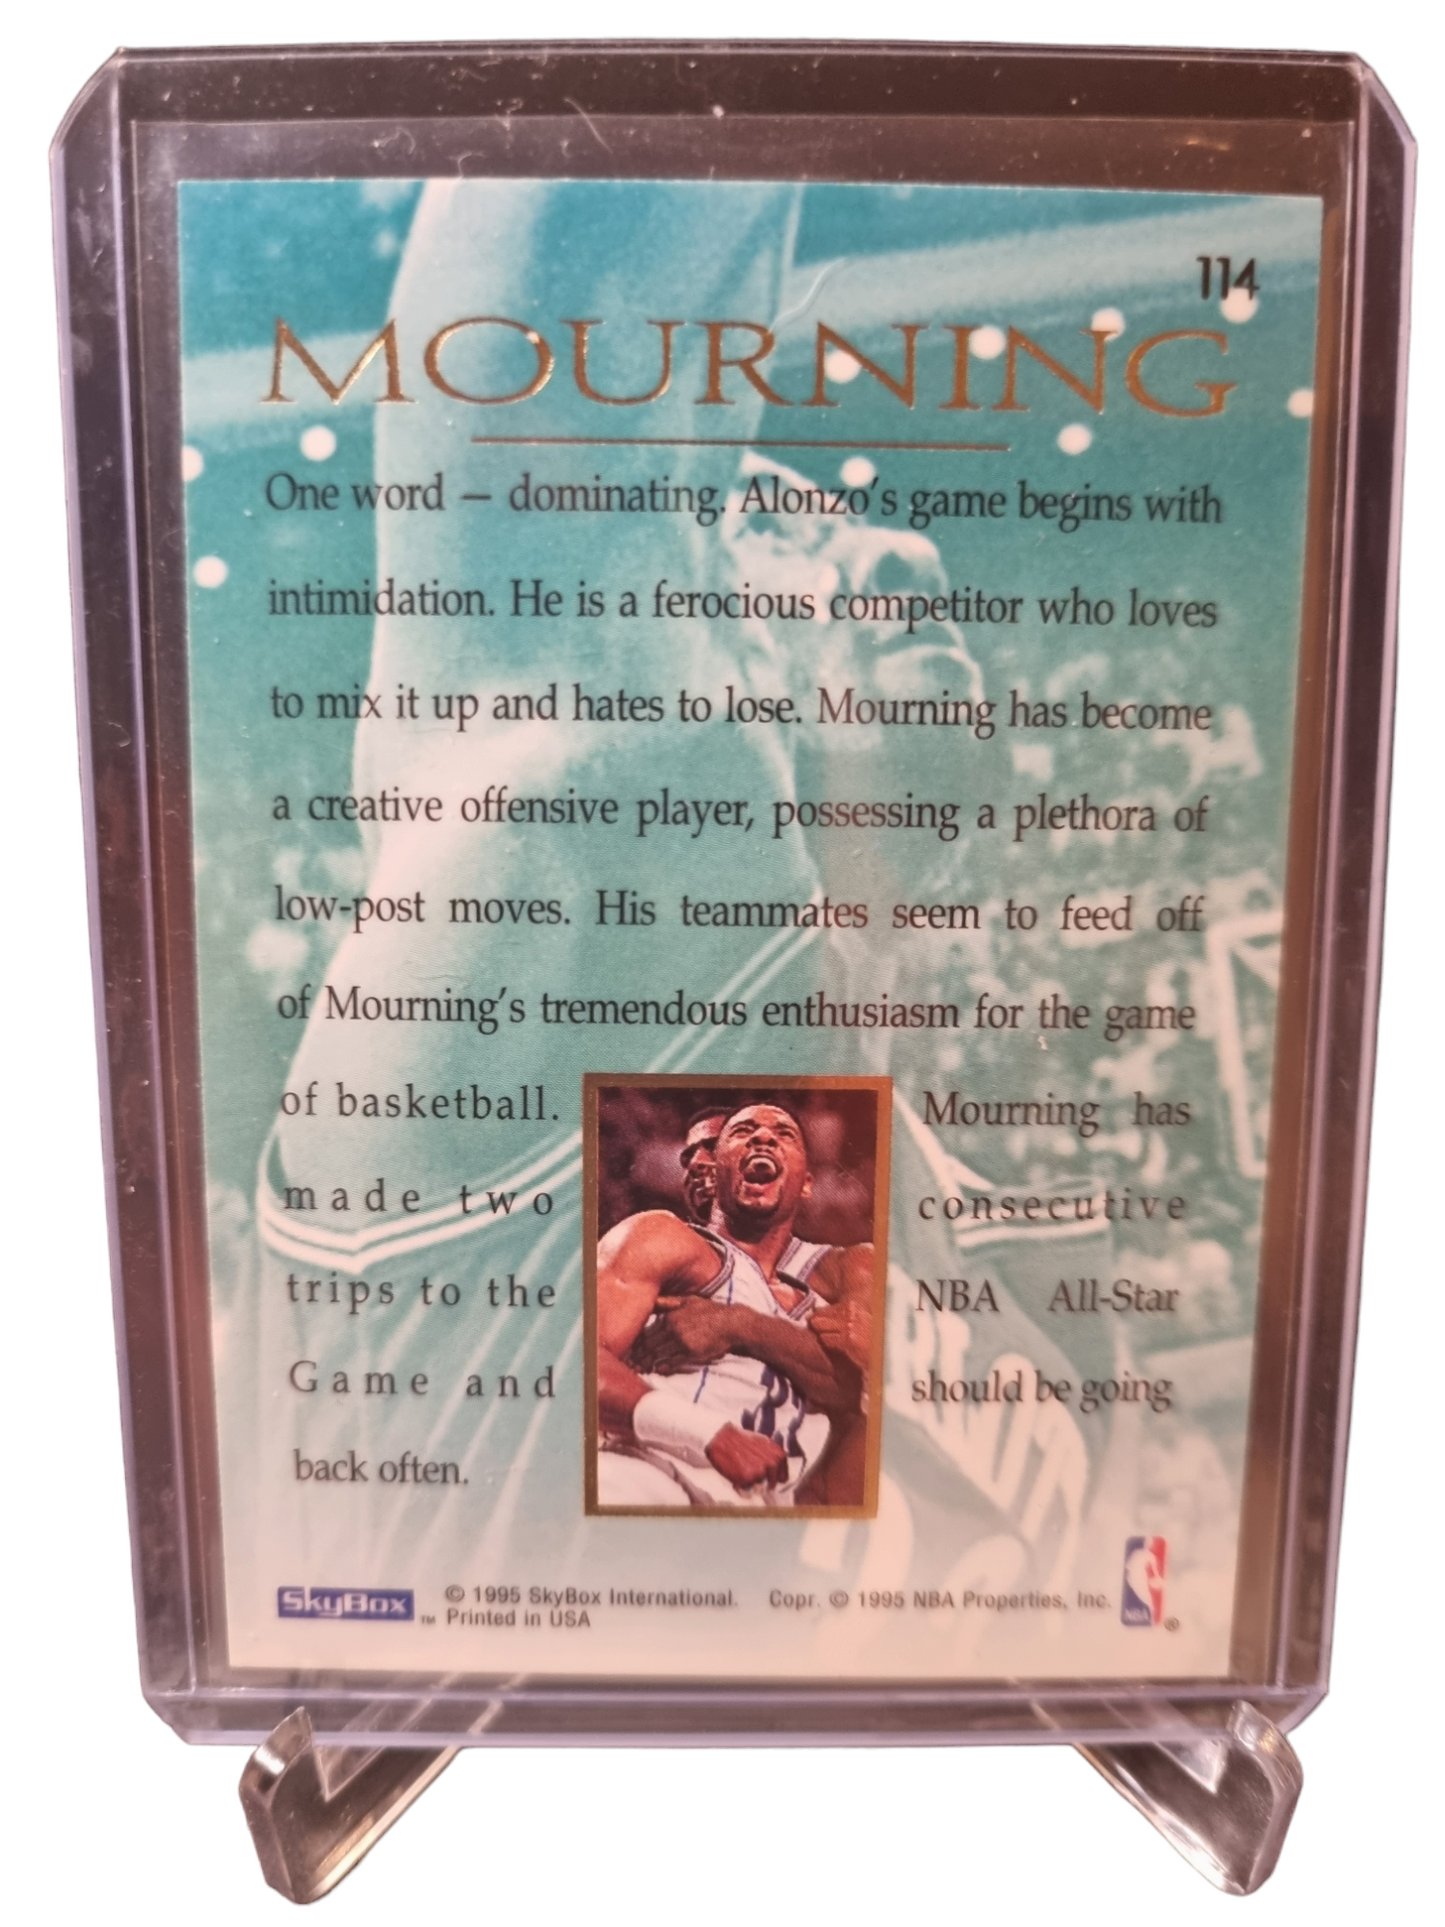 114
MOURNING
One word — dominating. Alonzo's game begins with
intimidation. He is a ferocious competitor who loves
to mix it up and hates to lose. Mourning has become
a creative offensive player, possessing a plethora of
low-post moves. His teammates seem to feed off
of Mourning's tremendous enthusiasm for the game
of basketball. Mourning has
made two consecutive
trips to the NBA All-Star
Game and should be going
back often.
SkyBox ™ © 1995 SkyBox International. Copr. © 1995 NBA Properties, Inc.
Printed in USA
NBA ®